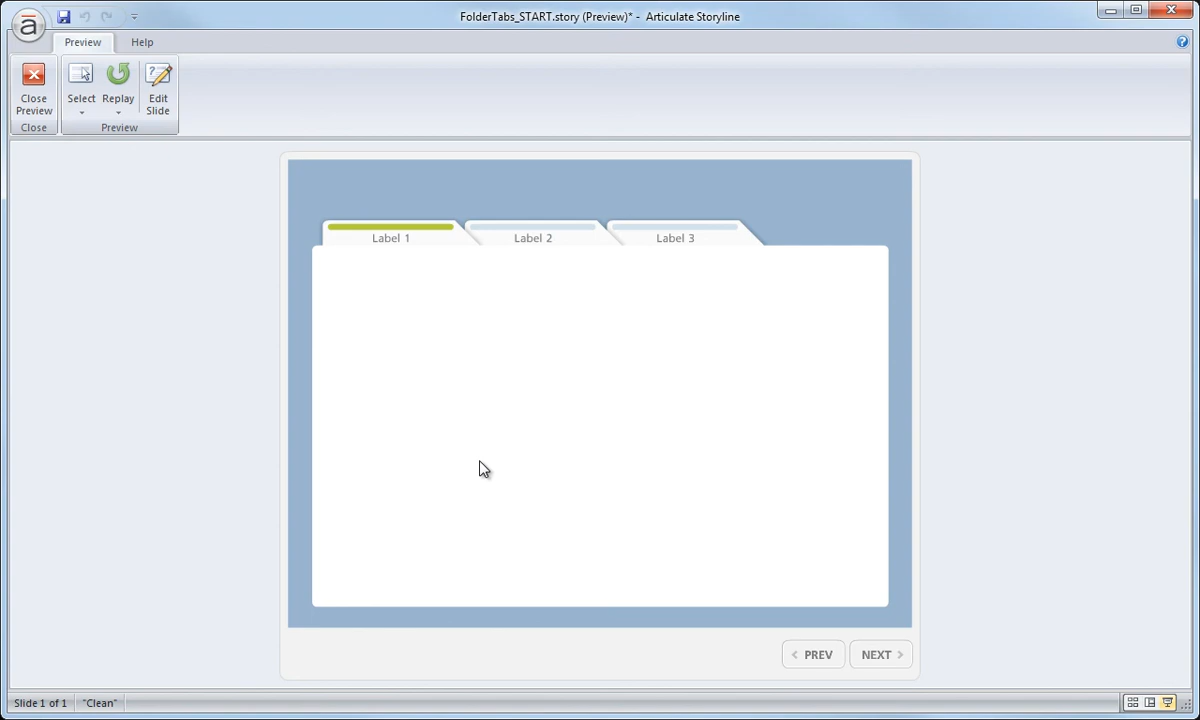 FolderTabs_START.story (Preview)* - Articulate Storyline
Preview Help
Close Preview
Select
Replay
Edit Slide
Close
Preview
Label 1
Label 2
Label 3
PREV
NEXT
Slide 1 of 1
"Clean"